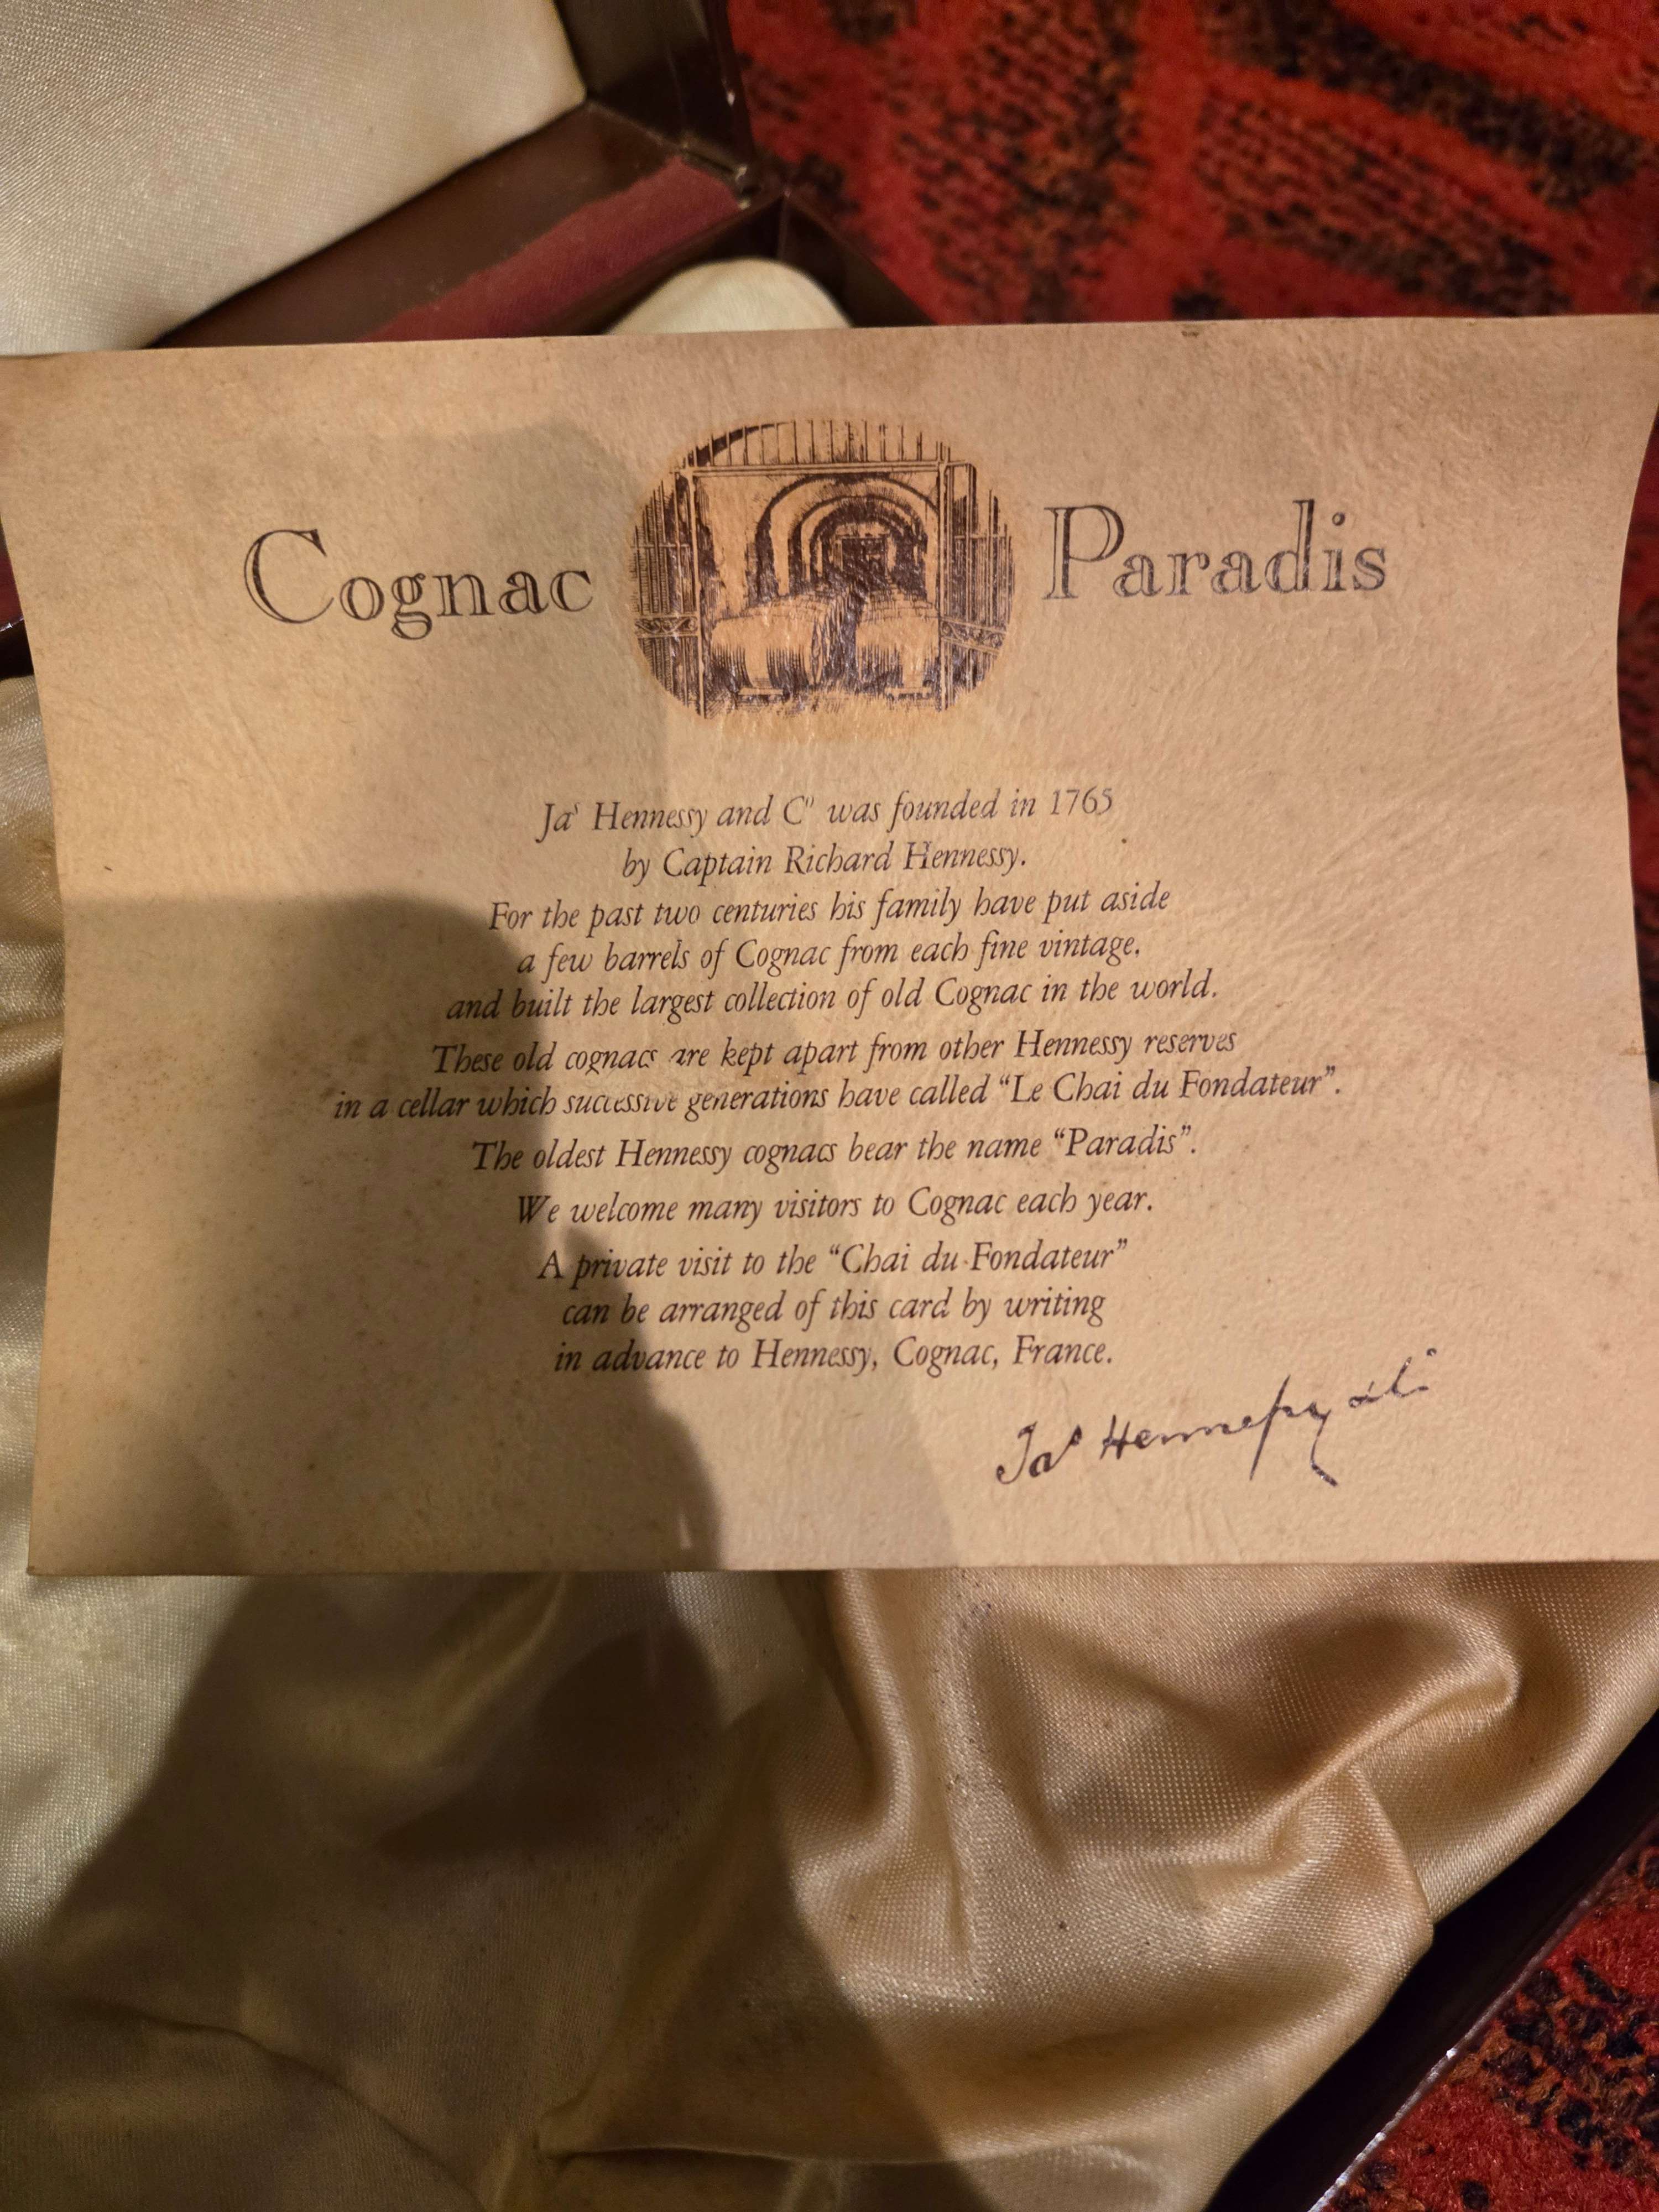 Cognac Paradis
Jaˢ Hennessy and Cº was founded in 1765
by Captain Richard Hennessy.
For the past two centuries his family have put aside
a few barrels of Cognac from each fine vintage,
and built the largest collection of old Cognac in the world.
These old cognacs are kept apart from other Hennessy reserves
in a cellar which successive generations have called “Le Chai du Fondateur”.
The oldest Hennessy cognacs bear the name “Paradis”.
We welcome many visitors to Cognac each year.
A private visit to the “Chai du Fondateur”
can be arranged of this card by writing
in advance to Hennessy, Cognac, France.
Jaˢ Hennessy & Cº